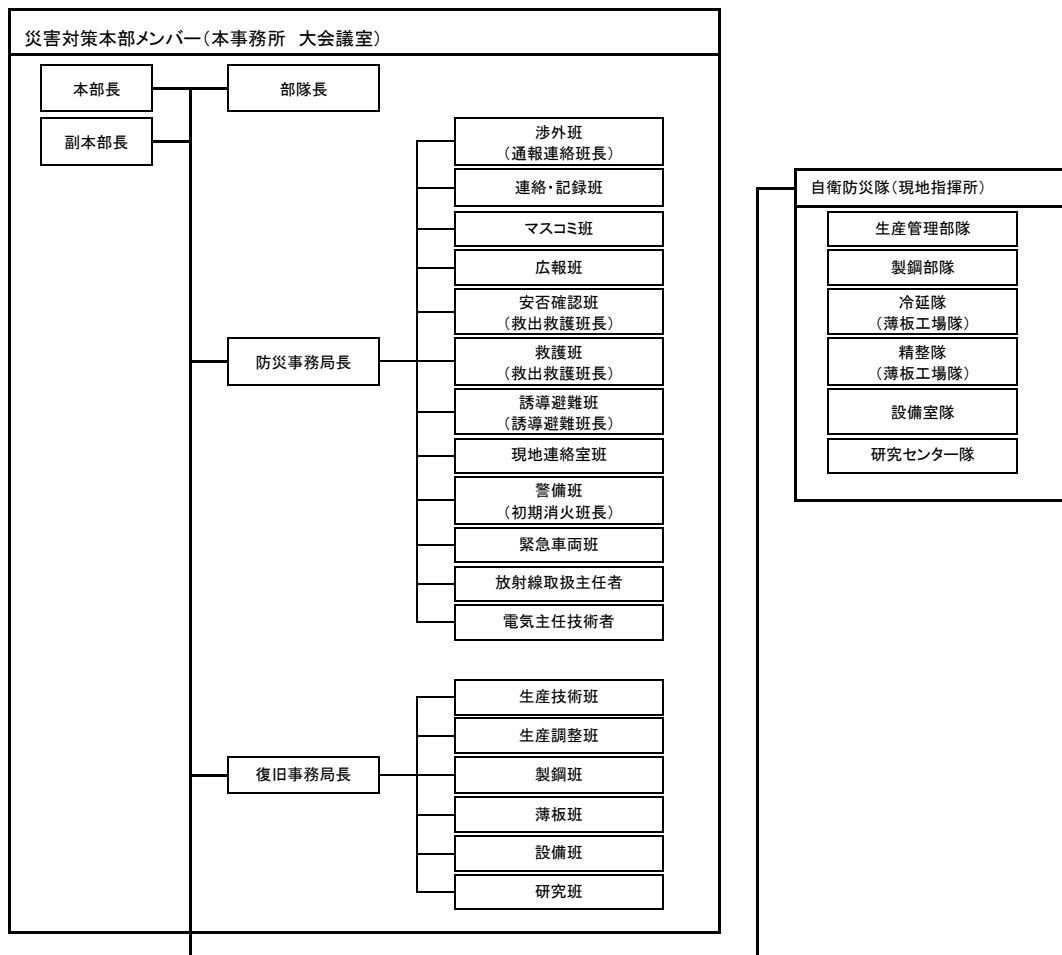 災害対策本部メンバー(本事務所 大会議室)
本部長
部隊長
副本部長
渉外班
(通報連絡班長)
連絡・記録班
マスコミ班
広報班
安否確認班
(救出救護班長)
防災事務局長
救護班
(救出救護班長)
誘導避難班
(誘導避難班長)
現地連絡室班
警備班
(初期消火班長)
緊急車両班
放射線取扱主任者
電気主任技術者
生産技術班
生産調整班
復旧事務局長
製鋼班
薄板班
設備班
研究班
自衛防災隊(現地指揮所)
生産管理部隊
製鋼部隊
冷延隊
(薄板工場隊)
精整隊
(薄板工場隊)
設備室隊
研究センター隊